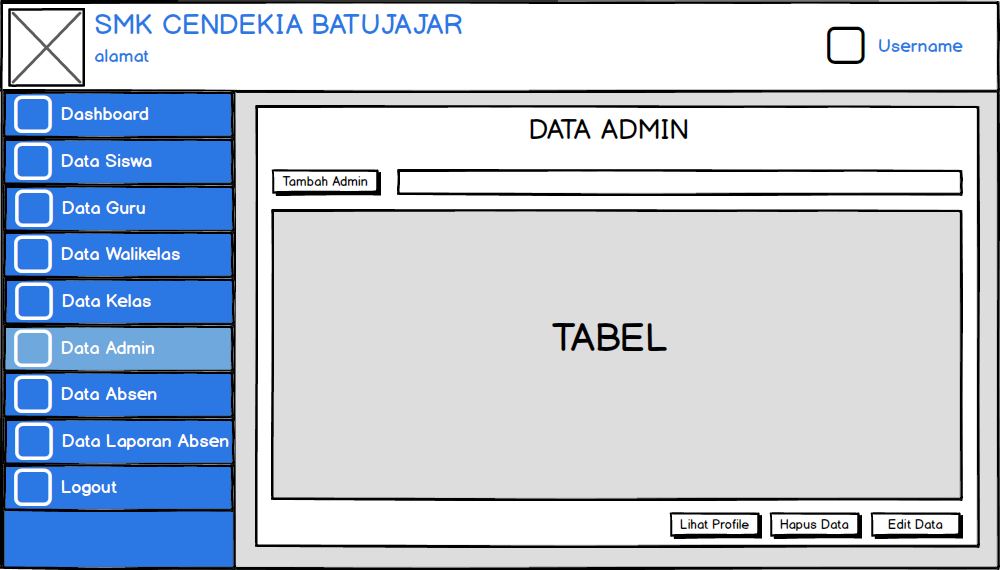 SMK CENDEKIA BATUJAJAR
alamat
Username
Dashboard
Data Siswa
Data Guru
Data Walikelas
Data Kelas
Data Admin
Data Absen
Data Laporan Absen
Logout
DATA ADMIN
Tambah Admin
TABEL
Lihat Profile
Hapus Data
Edit Data